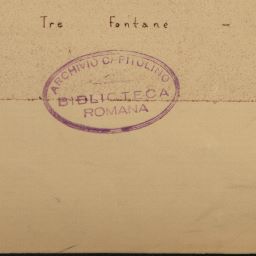 Tre Fontane -
ARCHIVIO CAPITOLINO
BIBLIOTECA
ROMANA